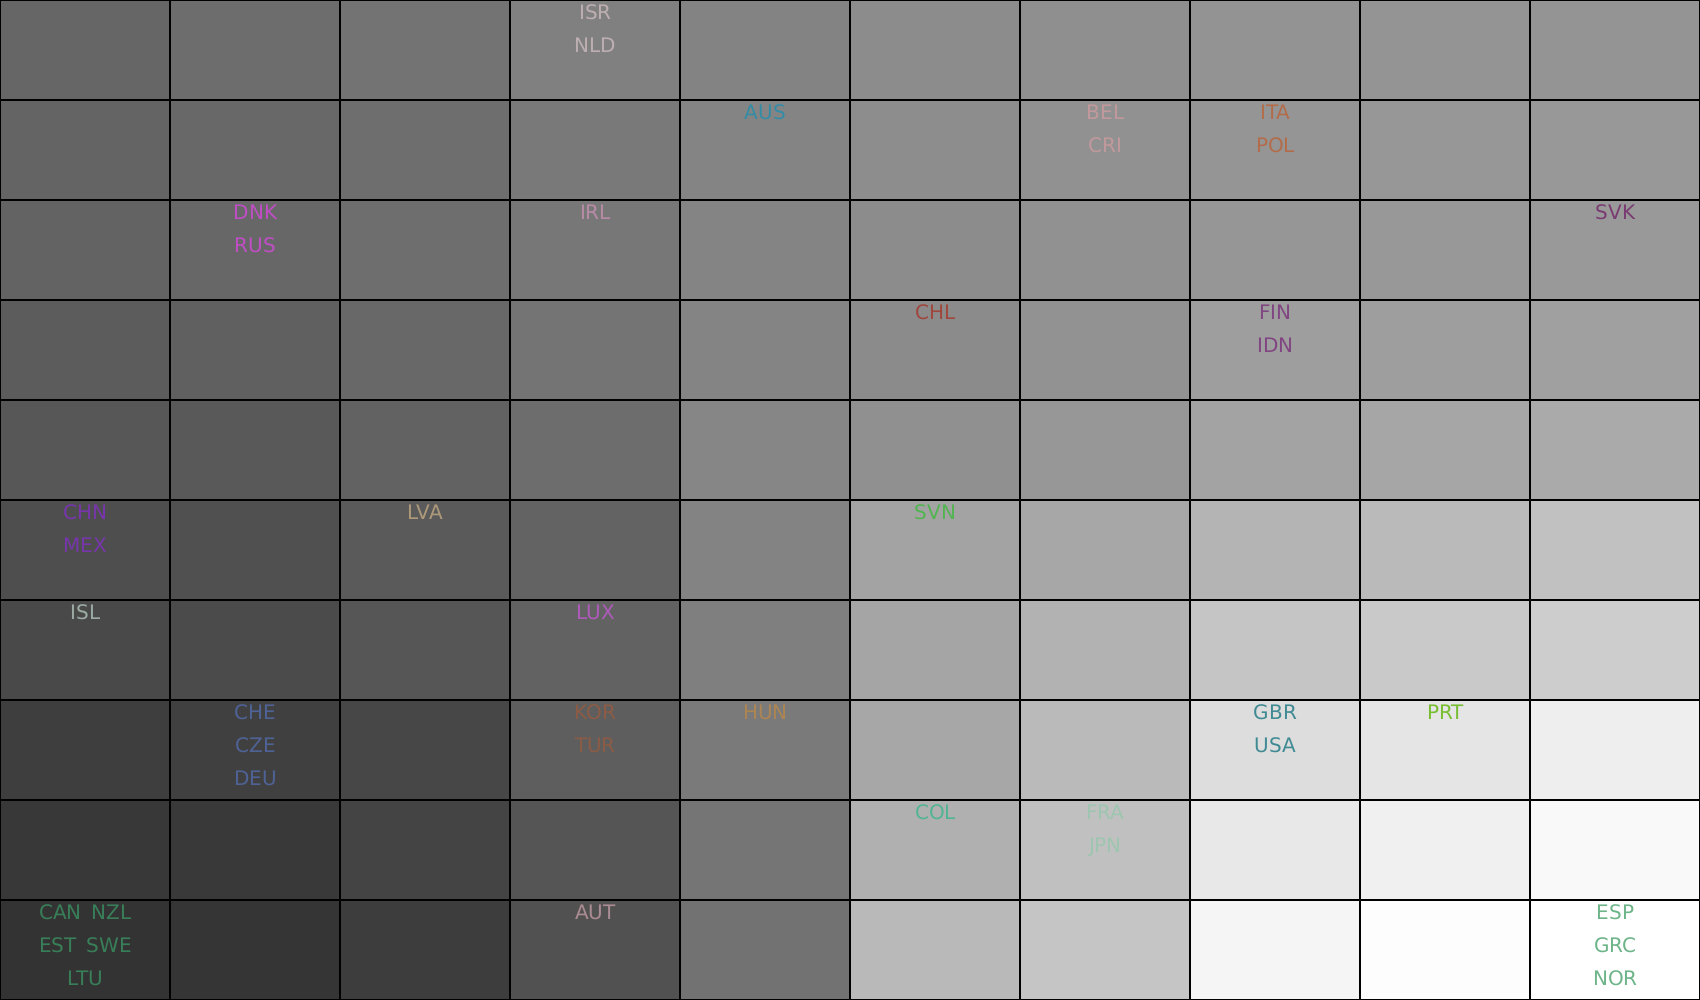 ISR
NLD
AUS
BEL
CRI
ITA
POL
DNK
RUS
IRL
SVK
CHL
FIN
IDN
CHN
MEX
LVA
SVN
ISL
LUX
CHE
CZE
DEU
KOR
TUR
HUN
GBR
USA
PRT
COL
FRA
JPN
CAN NZL
EST SWE
LTU
AUT
ESP
GRC
NOR